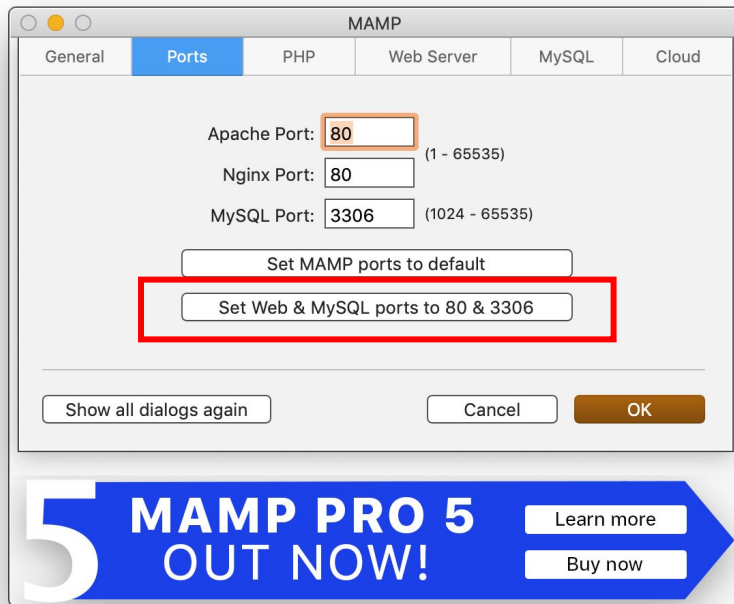 MAMP
General Ports PHP Web Server MySQL Cloud
Apache Port: 80
(1 - 65535)
Nginx Port: 80
MySQL Port: 3306 (1024 - 65535)
Set MAMP ports to default
Set Web & MySQL ports to 80 & 3306
Show all dialogs again Cancel OK
5 MAMP PRO 5
OUT NOW!
Learn more
Buy now